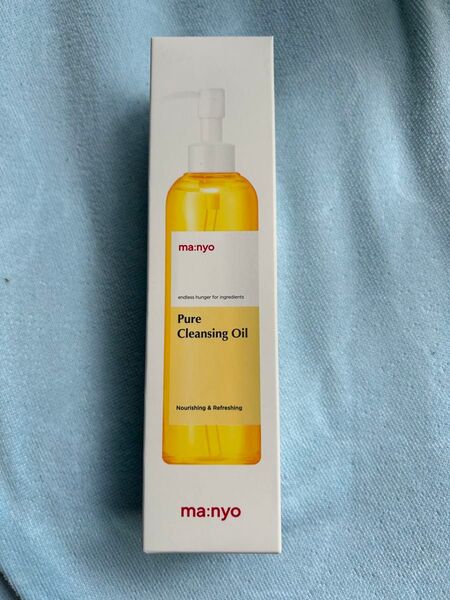 ma:nyo
endless hunger for ingredients
Pure
Cleansing Oil
Nourishing & Refreshing
ma:nyo